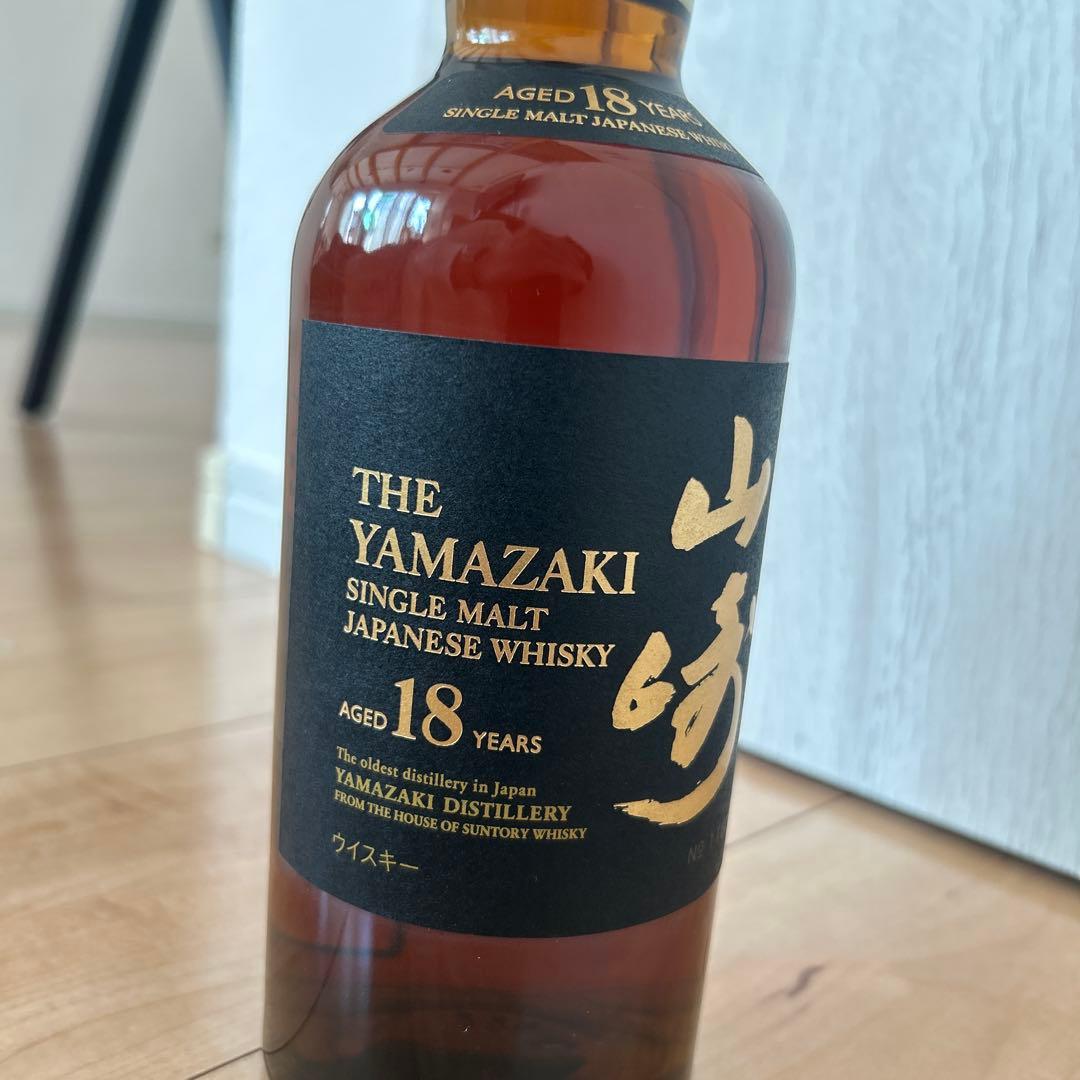 AGED 18 YEARS
SINGLE MALT JAPANESE WHISKY
THE
YAMAZAKI
SINGLE MALT
JAPANESE WHISKY
AGED 18 YEARS
The oldest distillery in Japan
YAMAZAKI DISTILLERY
FROM THE HOUSE OF SUNTORY WHISKY
ウイスキー
山崎
№